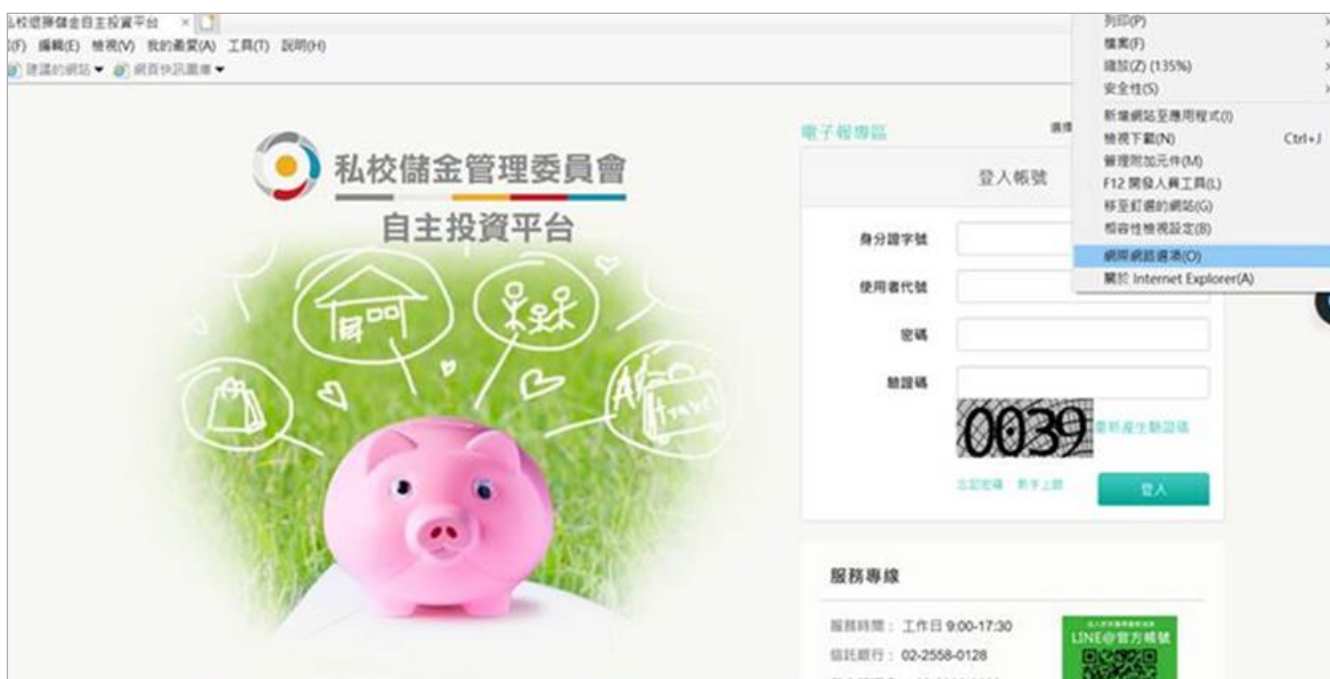 私校退撫儲金自主投資平台
(F) 編輯(E) 檢視(V) 我的最愛(A) 工具(T) 說明(H)
建議的網站 網頁快訊圖庫
列印(P)
檔案(F)
縮放(Z) (135%)
安全性(S)
新增網站至應用程式(I)
檢視下載(N) Ctrl+J
管理附加元件(M)
F12 開發人員工具(L)
移至釘選的網站(G)
相容性檢視設定(B)
網際網路選項(O)
關於 Internet Explorer(A)
私校儲金管理委員會
自主投資平台
travel
電子報專區
選擇
登入帳號
身分證字號
使用者代號
密碼
驗證碼
0039
重新產生驗證碼
忘記密碼 新手上路
登入
服務專線
服務時間： 工作日 9:00-17:30
信託銀行： 02-2558-0128
LINE@官方帳號